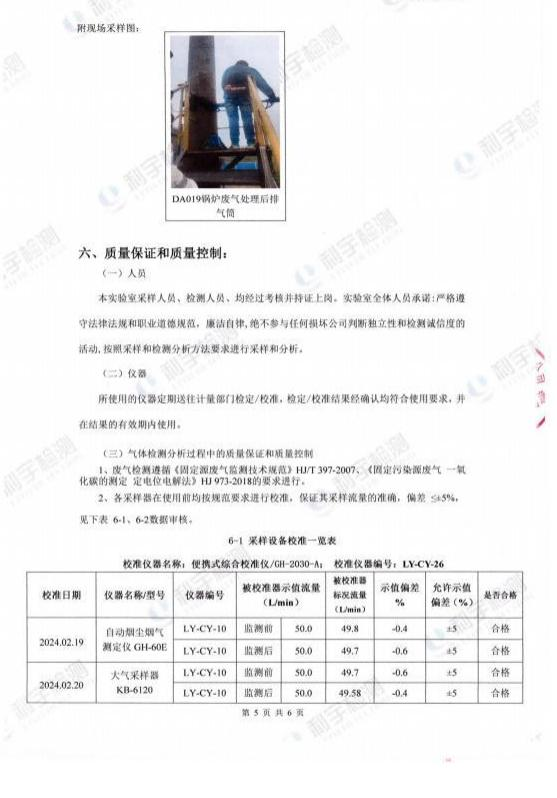 附现场采样图:
DA019锅炉废气处理后排
气筒
六、质量保证和质量控制:
(一) 人员
本实验室采样人员、检测人员、均经过考核并持证上岗。实验室全体人员承诺:严格遵
守法律法规和职业道德规范，廉洁自律,绝不参与任何损坏公司判断独立性和检测诚信度的
活动,按照采样和检测分析方法要求进行采样和分析。
(二) 仪器
所使用的仪器定期送往计量部门检定/校准，检定/校准结果经确认均符合使用要求，并
在结果的有效期内使用。
(三) 气体检测分析过程中的质量保证和质量控制
1、废气检测遵循《固定源废气监测技术规范》HJ/T 397-2007、《固定污染源废气 一氧
化碳的测定 定电位电解法》HJ 973-2018的要求进行。
2、各采样器在使用前均按规范要求进行校准，保证其采样流量的准确，偏差 ≤±5%，
见下表 6-1、6-2数据审核。
6-1 采样设备校准一览表
校准仪器名称: 便携式综合校准仪/GH-2030-A; 校准仪器编号: LY-CY-26
校准日期 仪器名称/型号 仪器编号 被校准器示值流量 (L/min) 被校准器标况流量 (L/min) 示值偏差 % 允许示值偏差 (%) 是否合格
2024.02.19 自动烟尘烟气测定仪 GH-60E LY-CY-10 监测前 50.0 49.8 -0.4 ±5 合格
LY-CY-10 监测后 50.0 49.7 -0.6 ±5 合格
2024.02.20 大气采样器 KB-6120 LY-CY-10 监测前 50.0 49.7 -0.6 ±5 合格
LY-CY-10 监测后 50.0 49.58 -0.4 ±5 合格
第 5 页 共 6 页
利宇检测